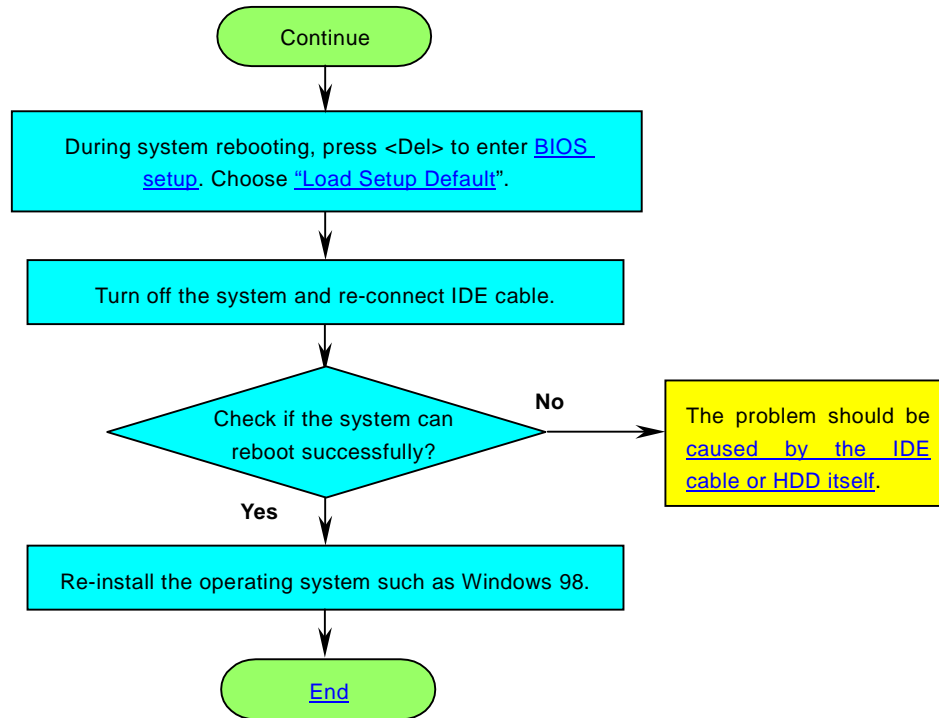 Continue
During system rebooting, press <Del> to enter BIOS
setup. Choose “Load Setup Default”.
Turn off the system and re-connect IDE cable.
Check if the system can
reboot successfully?
No
The problem should be
caused by the IDE
cable or HDD itself.
Yes
Re-install the operating system such as Windows 98.
End